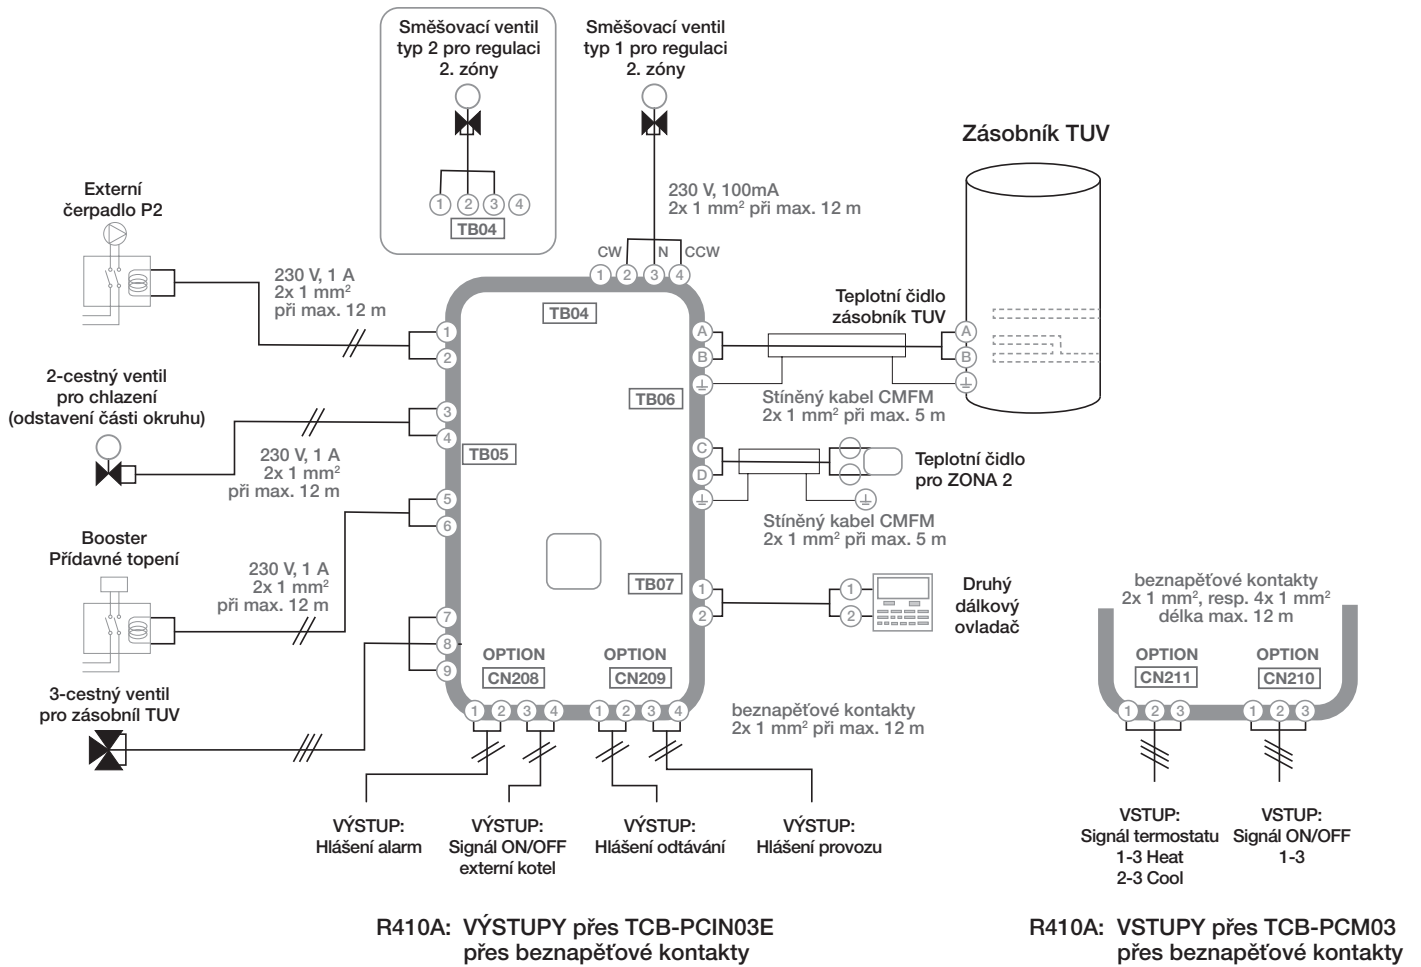 Směšovací ventil
typ 2 pro regulaci
2. zóny
1 2 3 4
TB04
Směšovací ventil
typ 1 pro regulaci
2. zóny
230 V, 100mA
2x 1 mm² při max. 12 m
CW N CCW
1 2 3 4
TB04
Zásobník TUV
Externí
čerpadlo P2
230 V, 1 A
2x 1 mm²
při max. 12 m
1
2
2-cestný ventil
pro chlazení
(odstavení části okruhu)
230 V, 1 A
2x 1 mm²
při max. 12 m
3
4
TB05
5
6
Booster
Přídavné topení
230 V, 1 A
2x 1 mm²
při max. 12 m
7
8
9
3-cestný ventil
pro zásobníl TUV
Teplotní čidlo
zásobník TUV
A
B
A
B
TB06
Stíněný kabel CMFM
2x 1 mm² při max. 5 m
C
D
Teplotní čidlo
pro ZONA 2
Stíněný kabel CMFM
2x 1 mm² při max. 5 m
TB07
1
2
1
2
Druhý
dálkový
ovladač
OPTION
CN208
1 2 3 4
OPTION
CN209
1 2 3 4
beznapěťové kontakty
2x 1 mm² při max. 12 m
VÝSTUP:
Hlášení alarm
VÝSTUP:
Signál ON/OFF
externí kotel
VÝSTUP:
Hlášení odtávání
VÝSTUP:
Hlášení provozu
R410A: VÝSTUPY přes TCB-PCIN03E
přes beznapěťové kontakty
beznapěťové kontakty
2x 1 mm², resp. 4x 1 mm²
délka max. 12 m
OPTION
CN211
1 2 3
OPTION
CN210
1 2 3
VSTUP:
Signál termostatu
1-3 Heat
2-3 Cool
VSTUP:
Signál ON/OFF
1-3
R410A: VSTUPY přes TCB-PCM03
přes beznapěťové kontakty